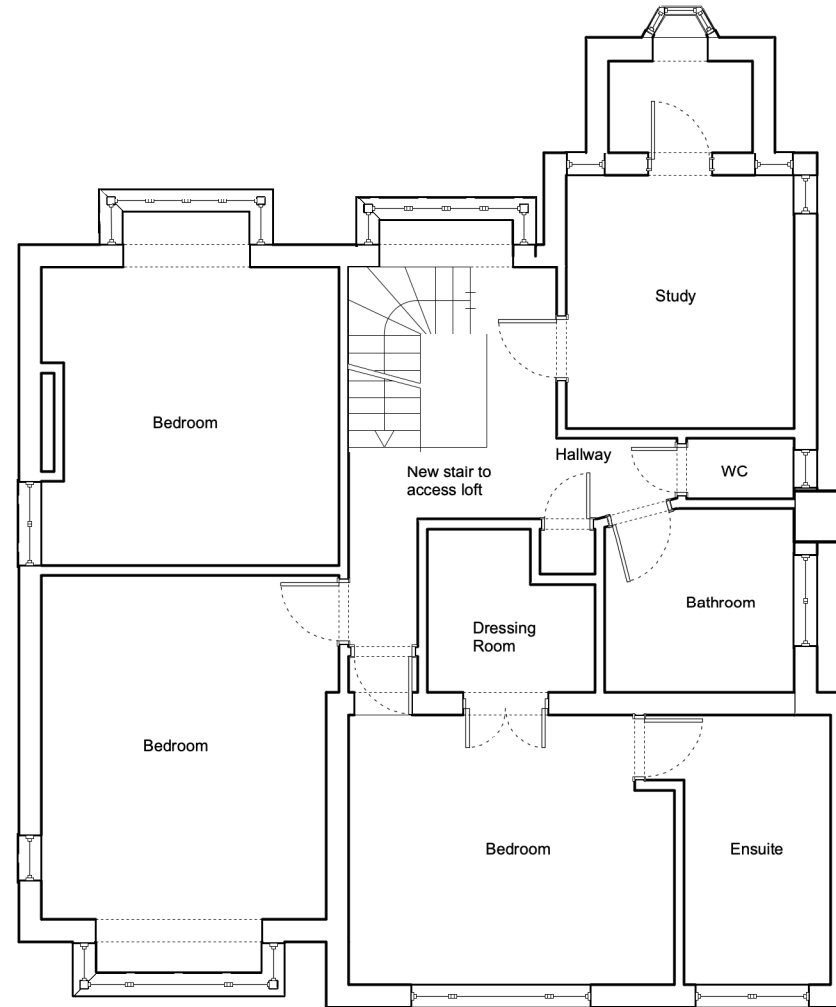 Study
Bedroom
Hallway
WC
New stair to
access loft
Bathroom
Dressing
Room
Bedroom
Bedroom
Ensuite